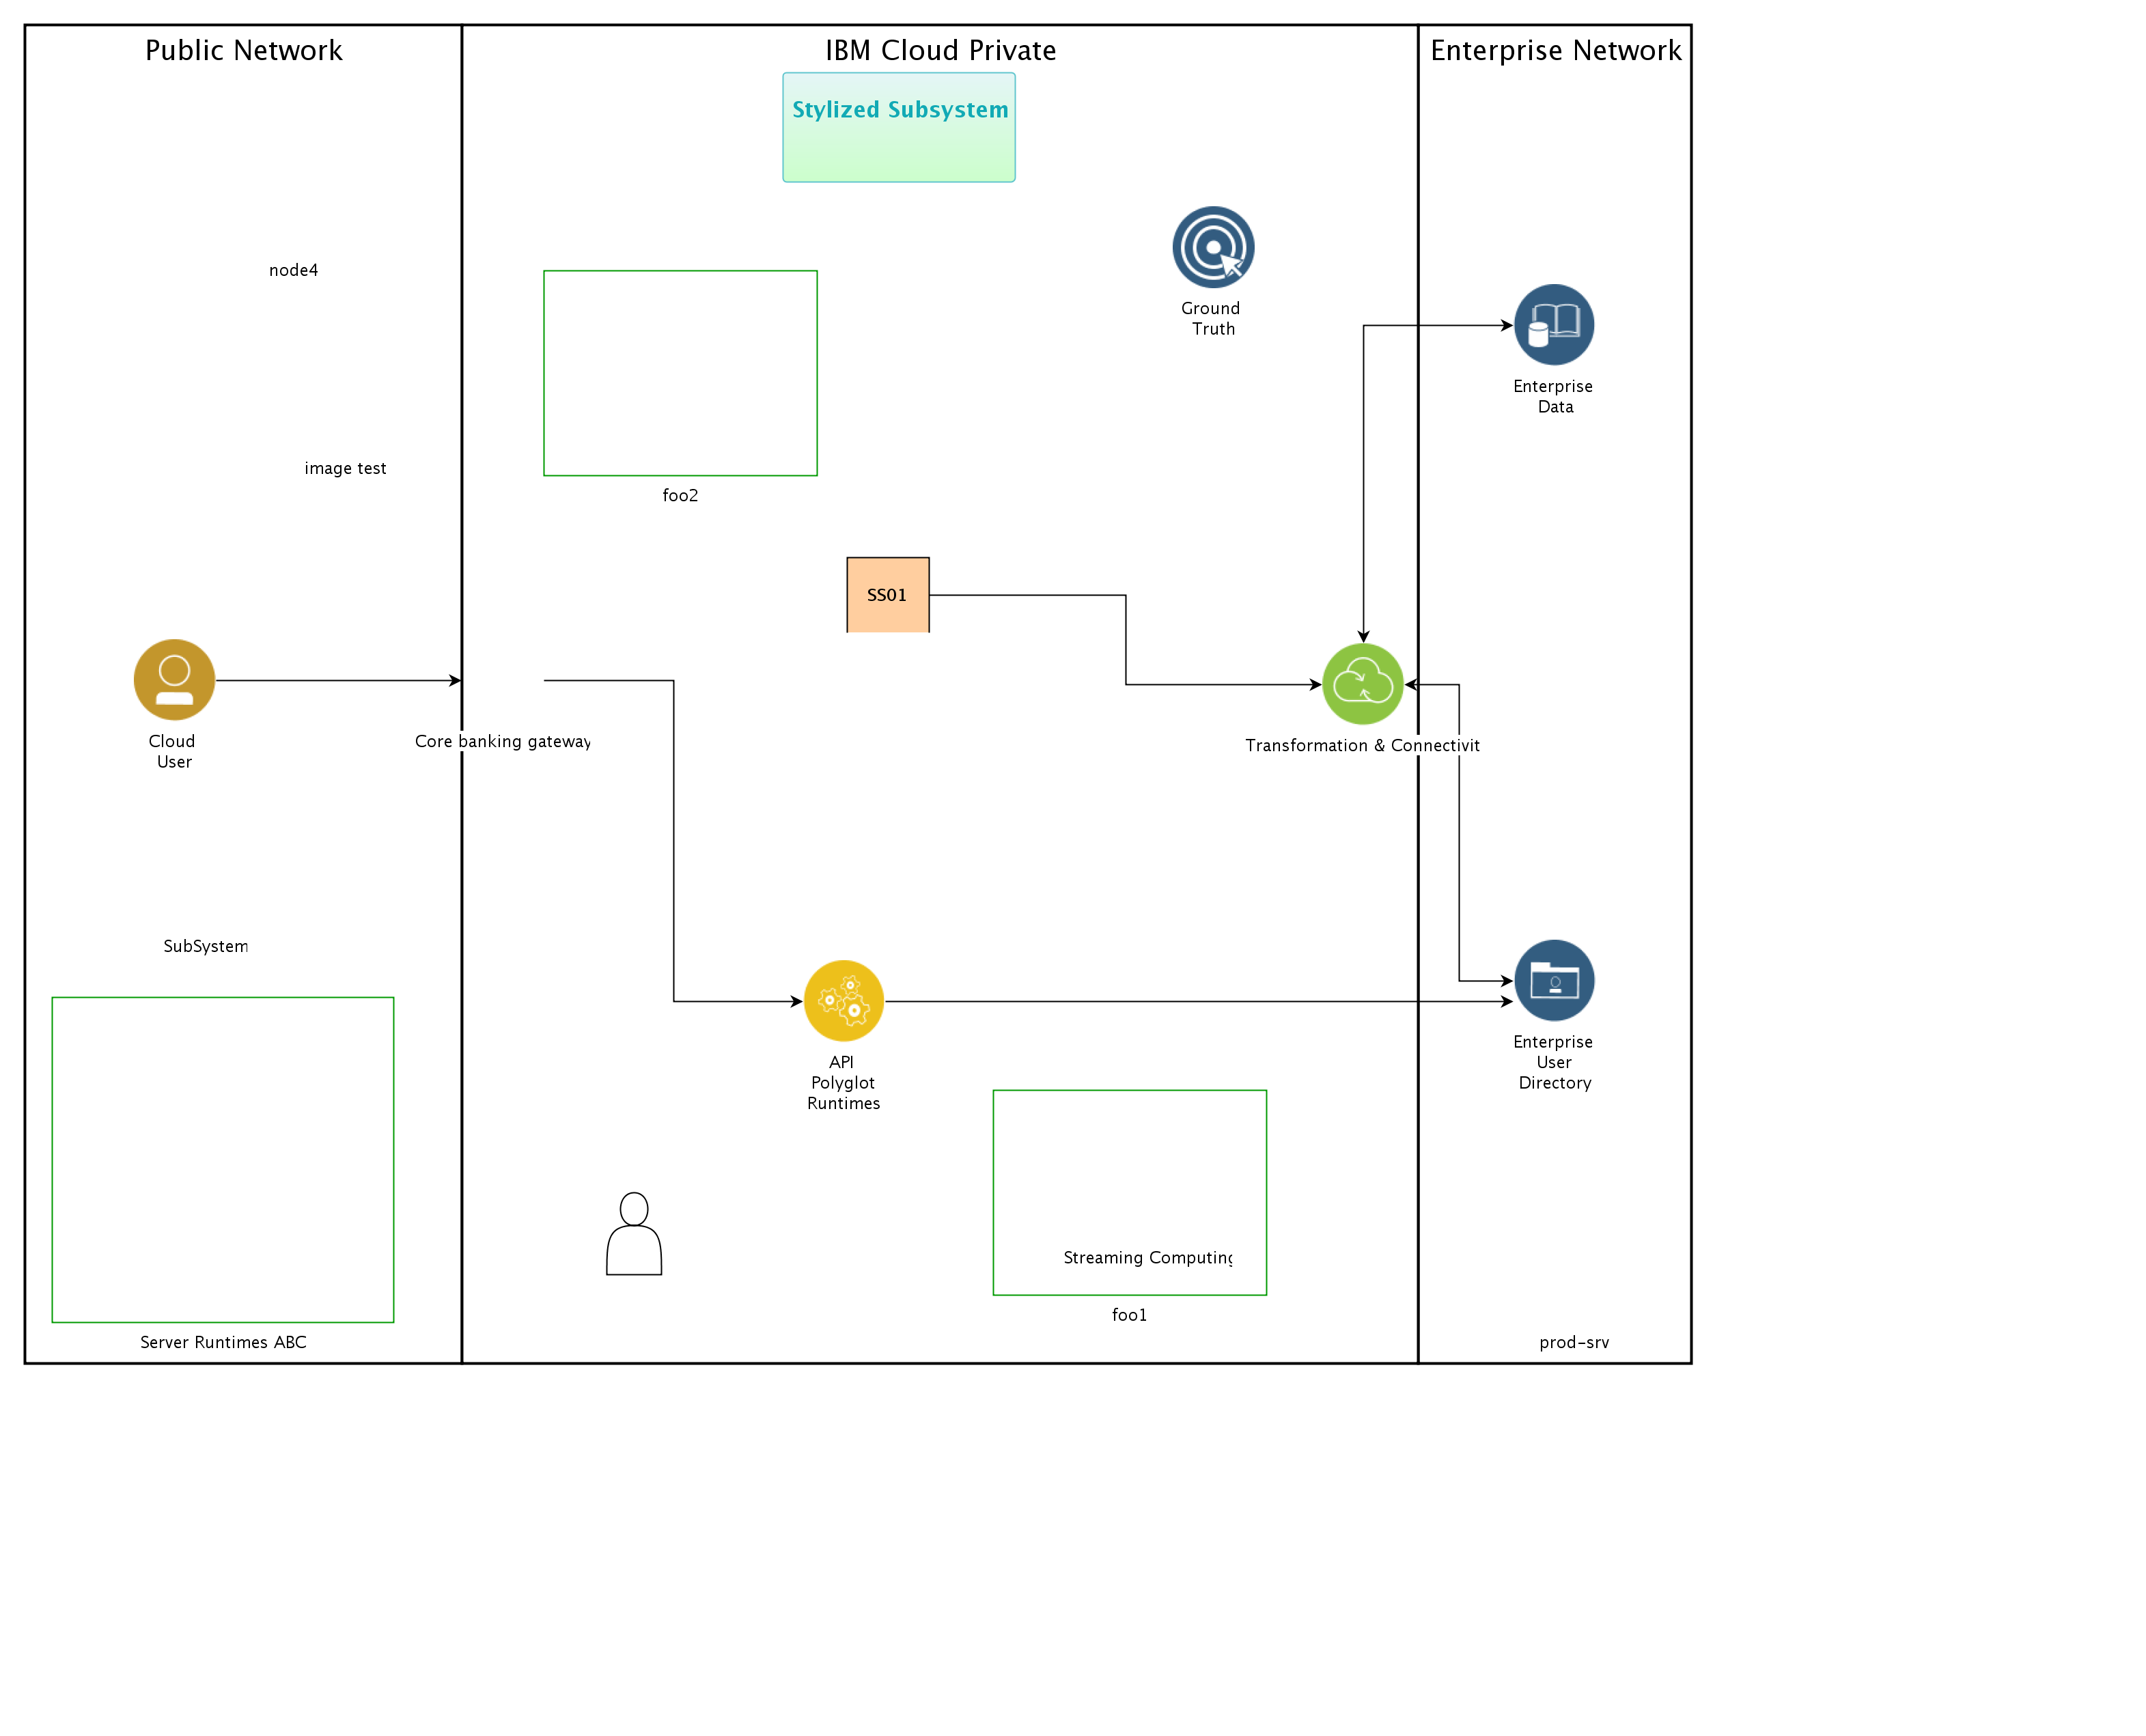 Public Network
IBM Cloud Private
Enterprise Network
Stylized Subsystem
node4
Ground
Truth
Enterprise
Data
image test
foo2
SS01
Cloud
User
Core banking gateway
Transformation & Connectivit
SubSystem
API
Polyglot
Runtimes
Enterprise
User
Directory
Streaming Computing
foo1
Server Runtimes ABC
prod-srv